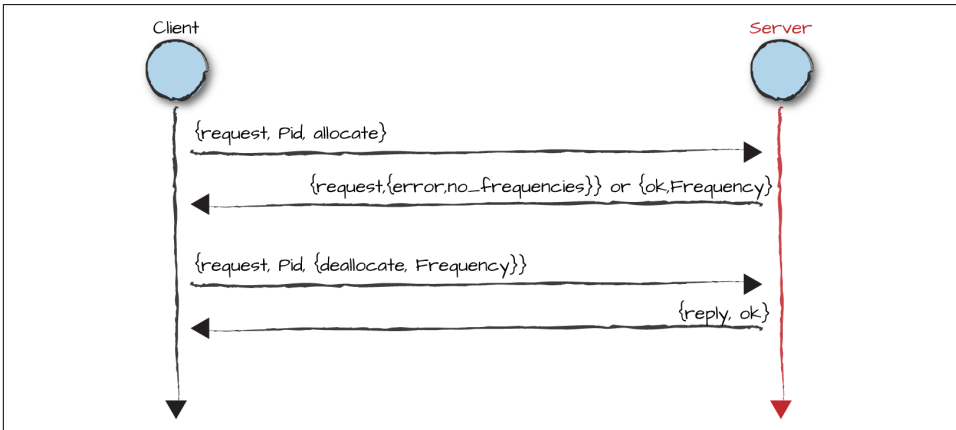 Client
Server
{request, Pid, allocate}
{request,{error,no_frequencies}} or {ok,Frequency}
{request, Pid, {deallocate, Frequency}}
{reply, ok}